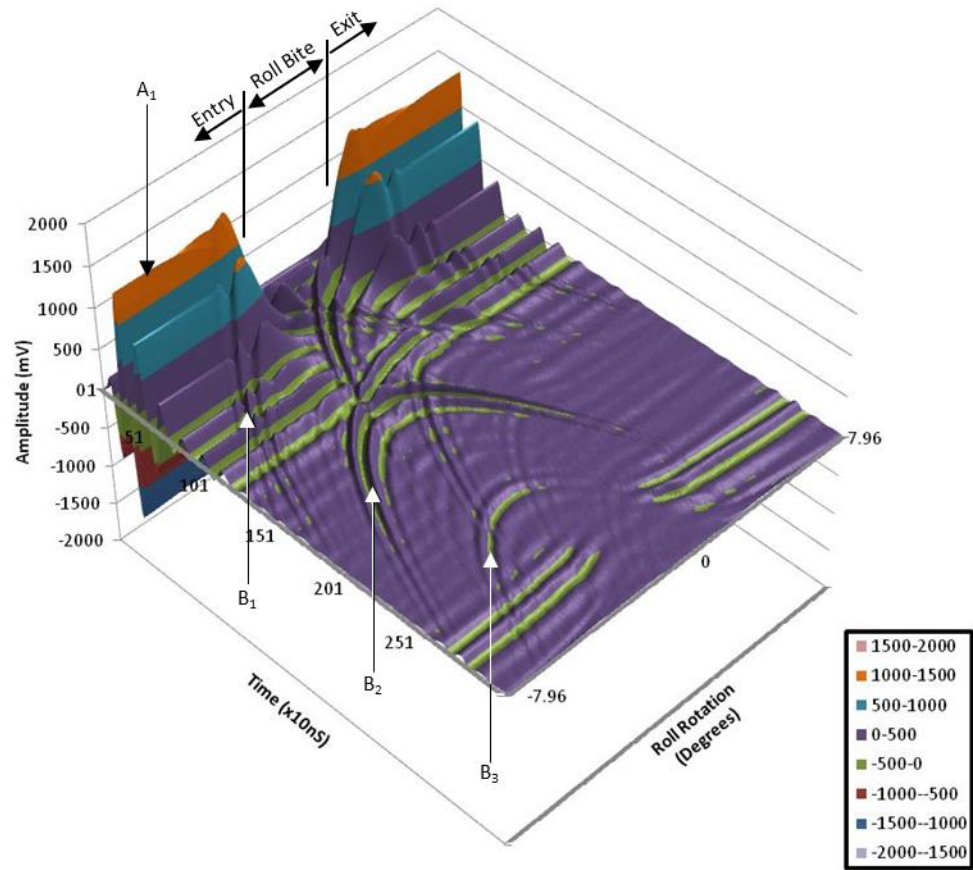 Exit
Roll Bite
Entry
A1
2000
1500
1000
500
0
-500
-1000
-1500
-2000
Amplitude (mV)
1
51
101
151
201
251
Time (x10nS)
B1
B2
B3
-7.96
0
7.96
Roll Rotation
(Degrees)
1500-2000
1000-1500
500-1000
0-500
-500-0
-1000--500
-1500--1000
-2000--1500